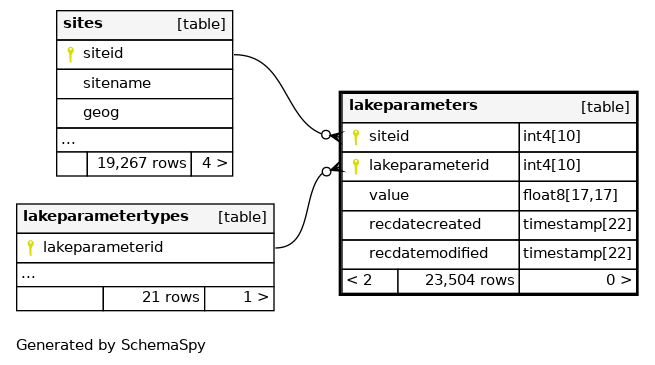 sites [table]
siteid
sitename
geog
...
19,267 rows 4 >
lakeparametertypes [table]
lakeparameterid
...
21 rows 1 >
lakeparameters [table]
siteid int4[10]
lakeparameterid int4[10]
value float8[17,17]
recdatecreated timestamp[22]
recdatemodified timestamp[22]
< 2 23,504 rows 0 >
Generated by SchemaSpy